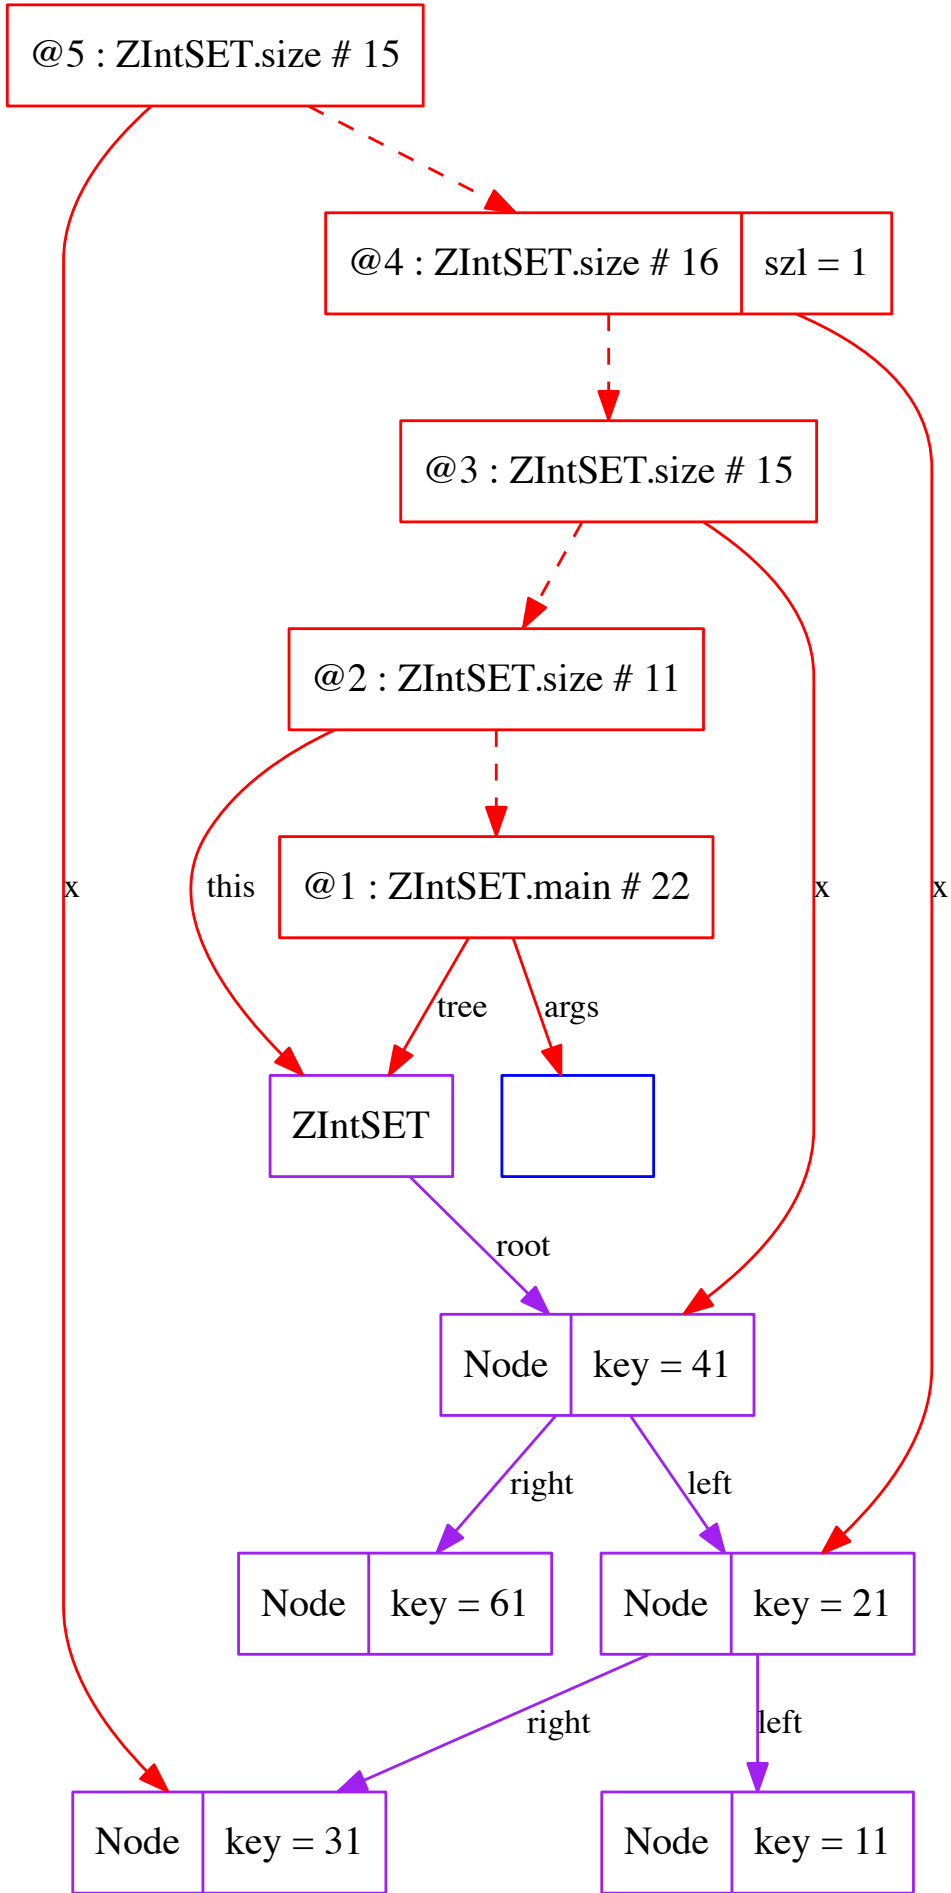 @5 : ZIntSET.size # 15
@4 : ZIntSET.size # 16
szl = 1
@3 : ZIntSET.size # 15
@2 : ZIntSET.size # 11
x
this
@1 : ZIntSET.main # 22
x
x
tree
args
ZIntSET
root
Node
key = 41
right
left
Node
key = 61
Node
key = 21
right
left
Node
key = 31
Node
key = 11